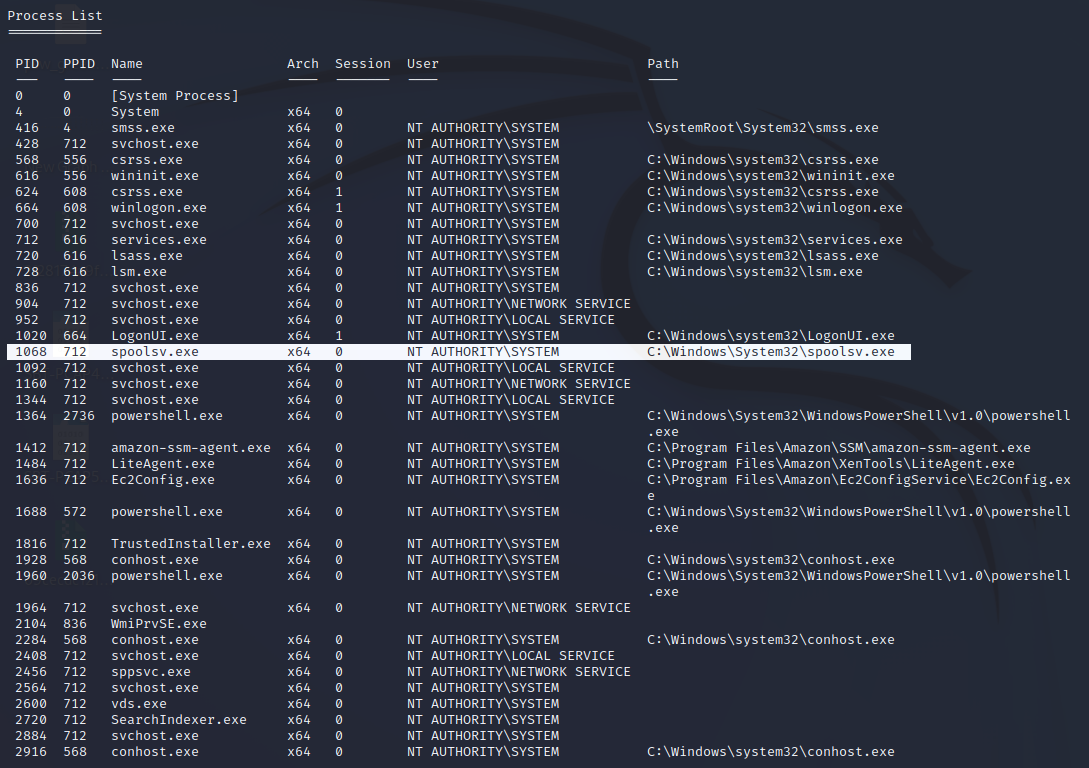 Process List
============
PID PPID Name Arch Session User Path
--- ---- ---- ---- ------- ---- ----
0 0 [System Process]
4 0 System x64 0
416 4 smss.exe x64 0 NT AUTHORITY\SYSTEM \SystemRoot\System32\smss.exe
428 712 svchost.exe x64 0 NT AUTHORITY\SYSTEM
568 556 csrss.exe x64 0 NT AUTHORITY\SYSTEM C:\Windows\system32\csrss.exe
616 556 wininit.exe x64 0 NT AUTHORITY\SYSTEM C:\Windows\system32\wininit.exe
624 608 csrss.exe x64 1 NT AUTHORITY\SYSTEM C:\Windows\system32\csrss.exe
664 608 winlogon.exe x64 1 NT AUTHORITY\SYSTEM C:\Windows\system32\winlogon.exe
700 712 svchost.exe x64 0 NT AUTHORITY\SYSTEM
712 616 services.exe x64 0 NT AUTHORITY\SYSTEM C:\Windows\system32\services.exe
720 616 lsass.exe x64 0 NT AUTHORITY\SYSTEM C:\Windows\system32\lsass.exe
728 616 lsm.exe x64 0 NT AUTHORITY\SYSTEM C:\Windows\system32\lsm.exe
836 712 svchost.exe x64 0 NT AUTHORITY\SYSTEM
904 712 svchost.exe x64 0 NT AUTHORITY\NETWORK SERVICE
952 712 svchost.exe x64 0 NT AUTHORITY\LOCAL SERVICE
1020 664 LogonUI.exe x64 1 NT AUTHORITY\SYSTEM C:\Windows\system32\LogonUI.exe
1068 712 spoolsv.exe x64 0 NT AUTHORITY\SYSTEM C:\Windows\System32\spoolsv.exe
1092 712 svchost.exe x64 0 NT AUTHORITY\LOCAL SERVICE
1160 712 svchost.exe x64 0 NT AUTHORITY\NETWORK SERVICE
1344 712 svchost.exe x64 0 NT AUTHORITY\LOCAL SERVICE
1364 2736 powershell.exe x64 0 NT AUTHORITY\SYSTEM C:\Windows\System32\WindowsPowerShell\v1.0\powershell
.exe
1412 712 amazon-ssm-agent.exe x64 0 NT AUTHORITY\SYSTEM C:\Program Files\Amazon\SSM\amazon-ssm-agent.exe
1484 712 LiteAgent.exe x64 0 NT AUTHORITY\SYSTEM C:\Program Files\Amazon\XenTools\LiteAgent.exe
1636 712 Ec2Config.exe x64 0 NT AUTHORITY\SYSTEM C:\Program Files\Amazon\Ec2ConfigService\Ec2Config.ex
e
1688 572 powershell.exe x64 0 NT AUTHORITY\SYSTEM C:\Windows\System32\WindowsPowerShell\v1.0\powershell
.exe
1816 712 TrustedInstaller.exe x64 0 NT AUTHORITY\SYSTEM
1928 568 conhost.exe x64 0 NT AUTHORITY\SYSTEM C:\Windows\system32\conhost.exe
1960 2036 powershell.exe x64 0 NT AUTHORITY\SYSTEM C:\Windows\System32\WindowsPowerShell\v1.0\powershell
.exe
1964 712 svchost.exe x64 0 NT AUTHORITY\NETWORK SERVICE
2104 836 WmiPrvSE.exe
2284 568 conhost.exe x64 0 NT AUTHORITY\SYSTEM C:\Windows\system32\conhost.exe
2408 712 svchost.exe x64 0 NT AUTHORITY\LOCAL SERVICE
2456 712 sppsvc.exe x64 0 NT AUTHORITY\NETWORK SERVICE
2564 712 svchost.exe x64 0 NT AUTHORITY\SYSTEM
2600 712 vds.exe x64 0 NT AUTHORITY\SYSTEM
2720 712 SearchIndexer.exe x64 0 NT AUTHORITY\SYSTEM
2884 712 svchost.exe x64 0 NT AUTHORITY\SYSTEM
2916 568 conhost.exe x64 0 NT AUTHORITY\SYSTEM C:\Windows\system32\conhost.exe